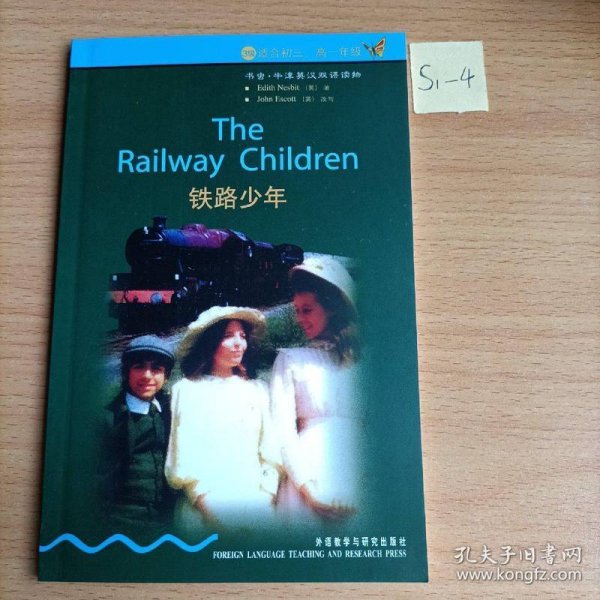 3级 适合初三、高一年级
书虫·牛津英汉双语读物
■ Edith Nesbit (英) 著
■ John Escott (英) 改写
The
Railway Children
铁路少年
外语教学与研究出版社
FOREIGN LANGUAGE TEACHING AND RESEARCH PRESS
S1-4
孔夫子旧书网
www.kongfz.com